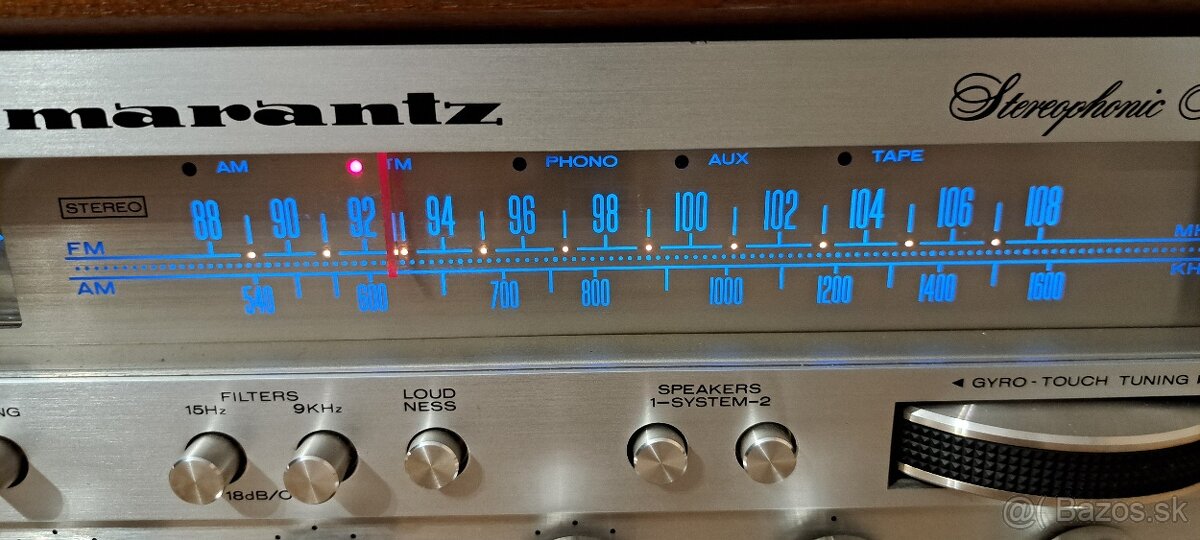 marantz
Stereophonic
AM FM PHONO AUX TAPE
STEREO
88 90 92 94 96 98 100 102 104 106 108
FM
AM
540 600 700 800 1000 1200 1400 1600
FILTERS
15Hz 9KHz
18dB/O
LOUD
NESS
SPEAKERS
1-SYSTEM-2
◄ GYRO-TOUCH TUNING
Bazos.sk